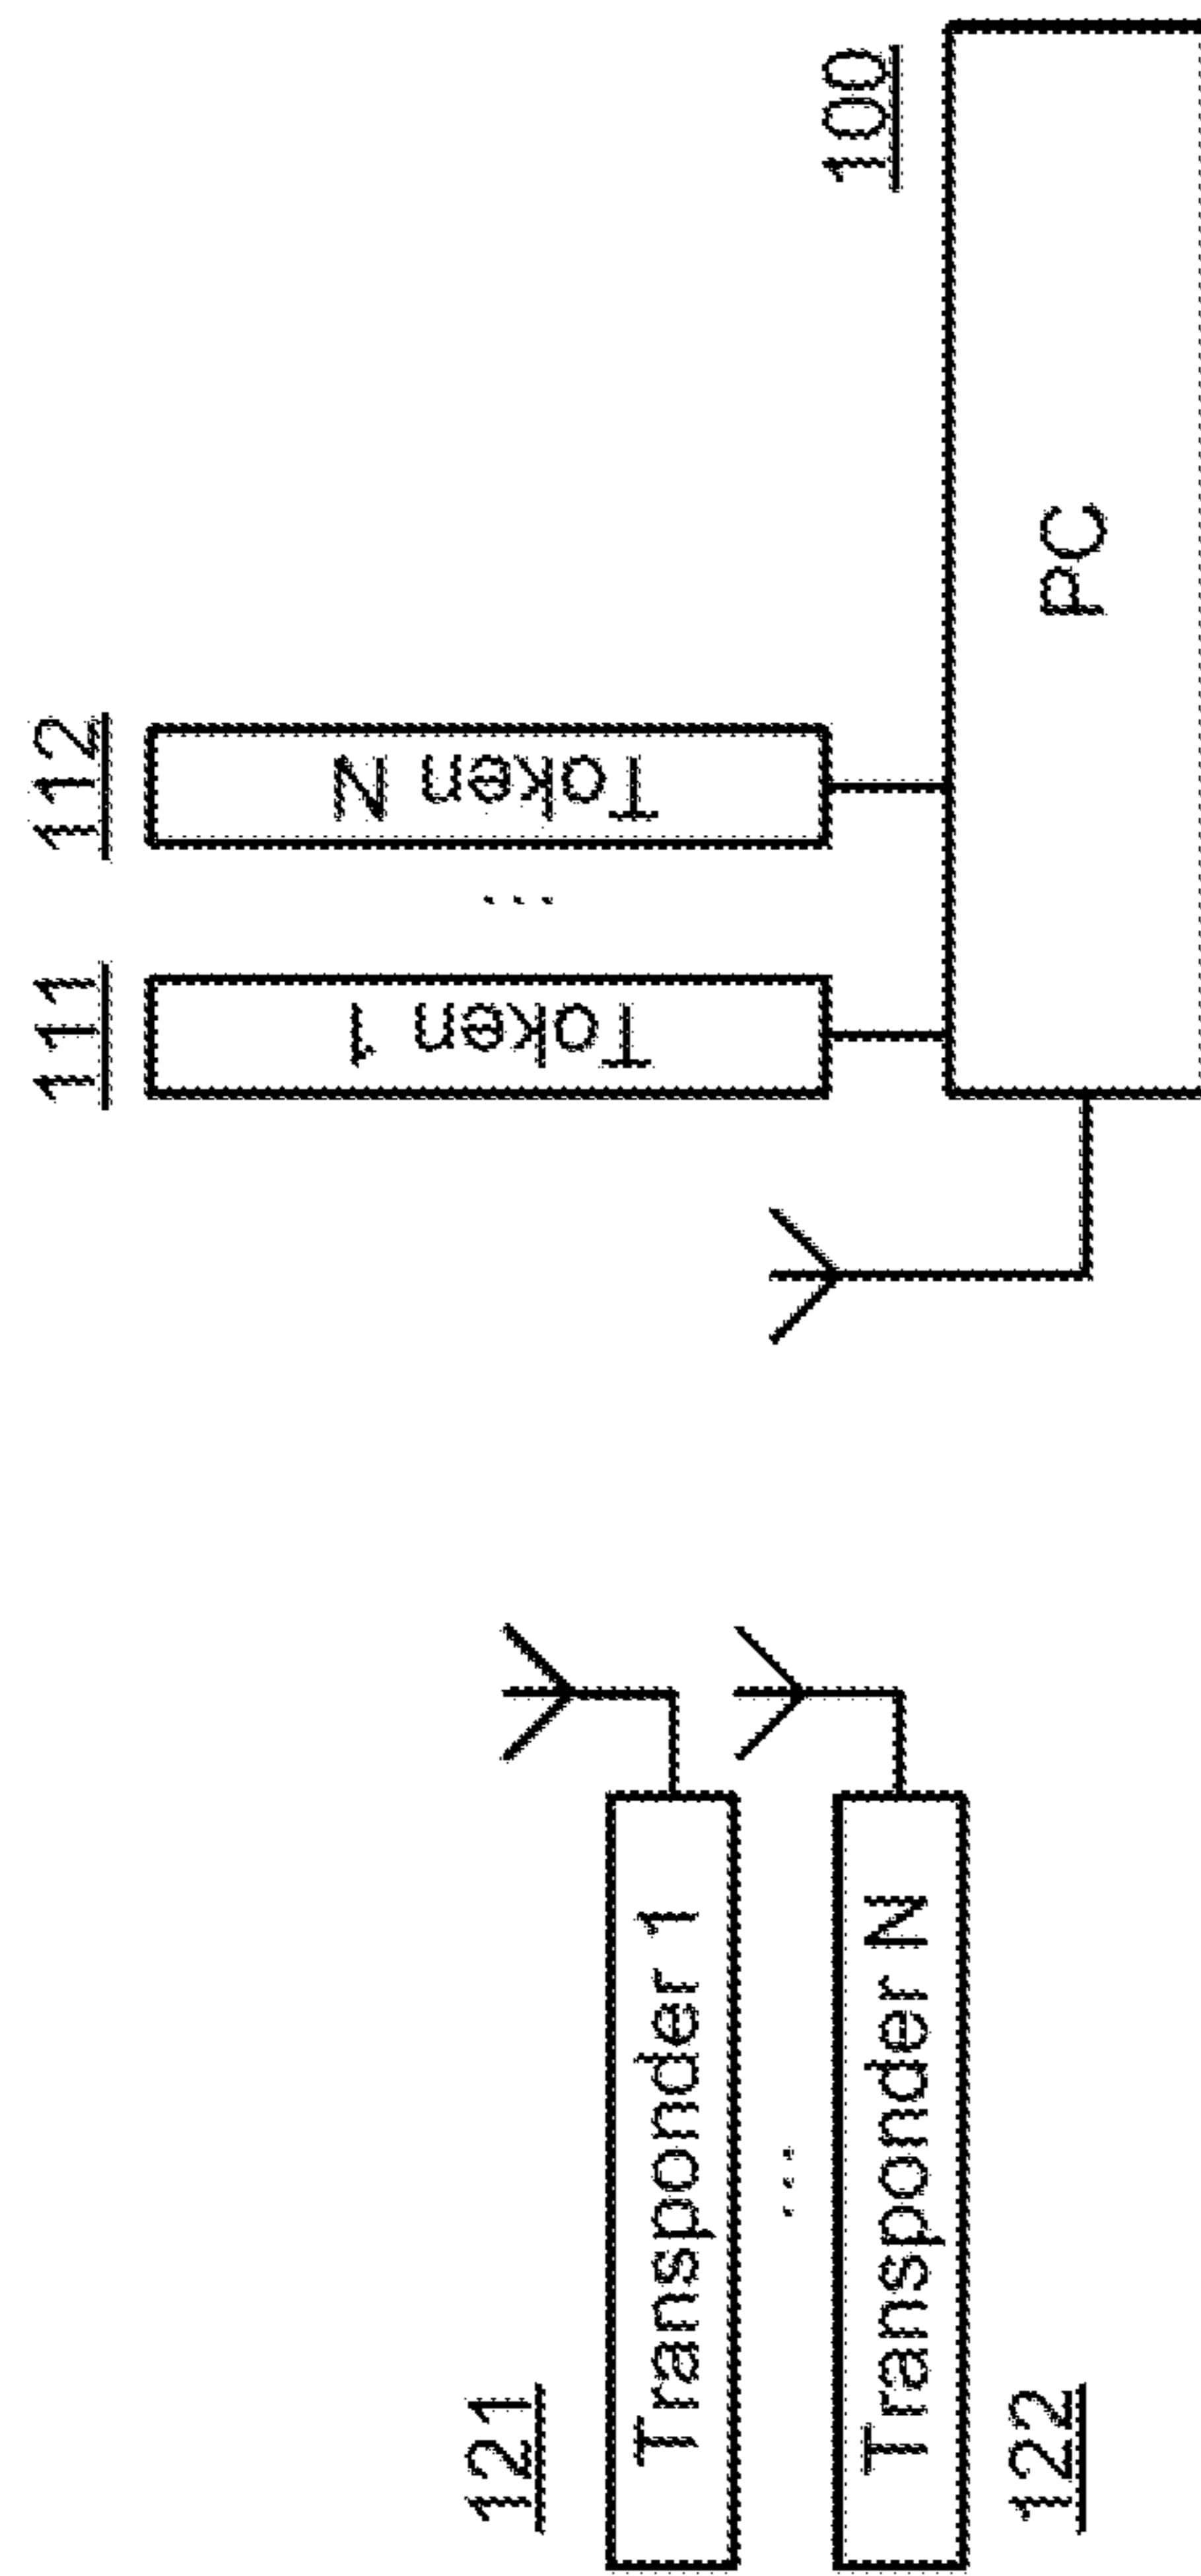 121
Transponder 1
...
Transponder N
122
111
Token 1
...
112
Token N
100
PC